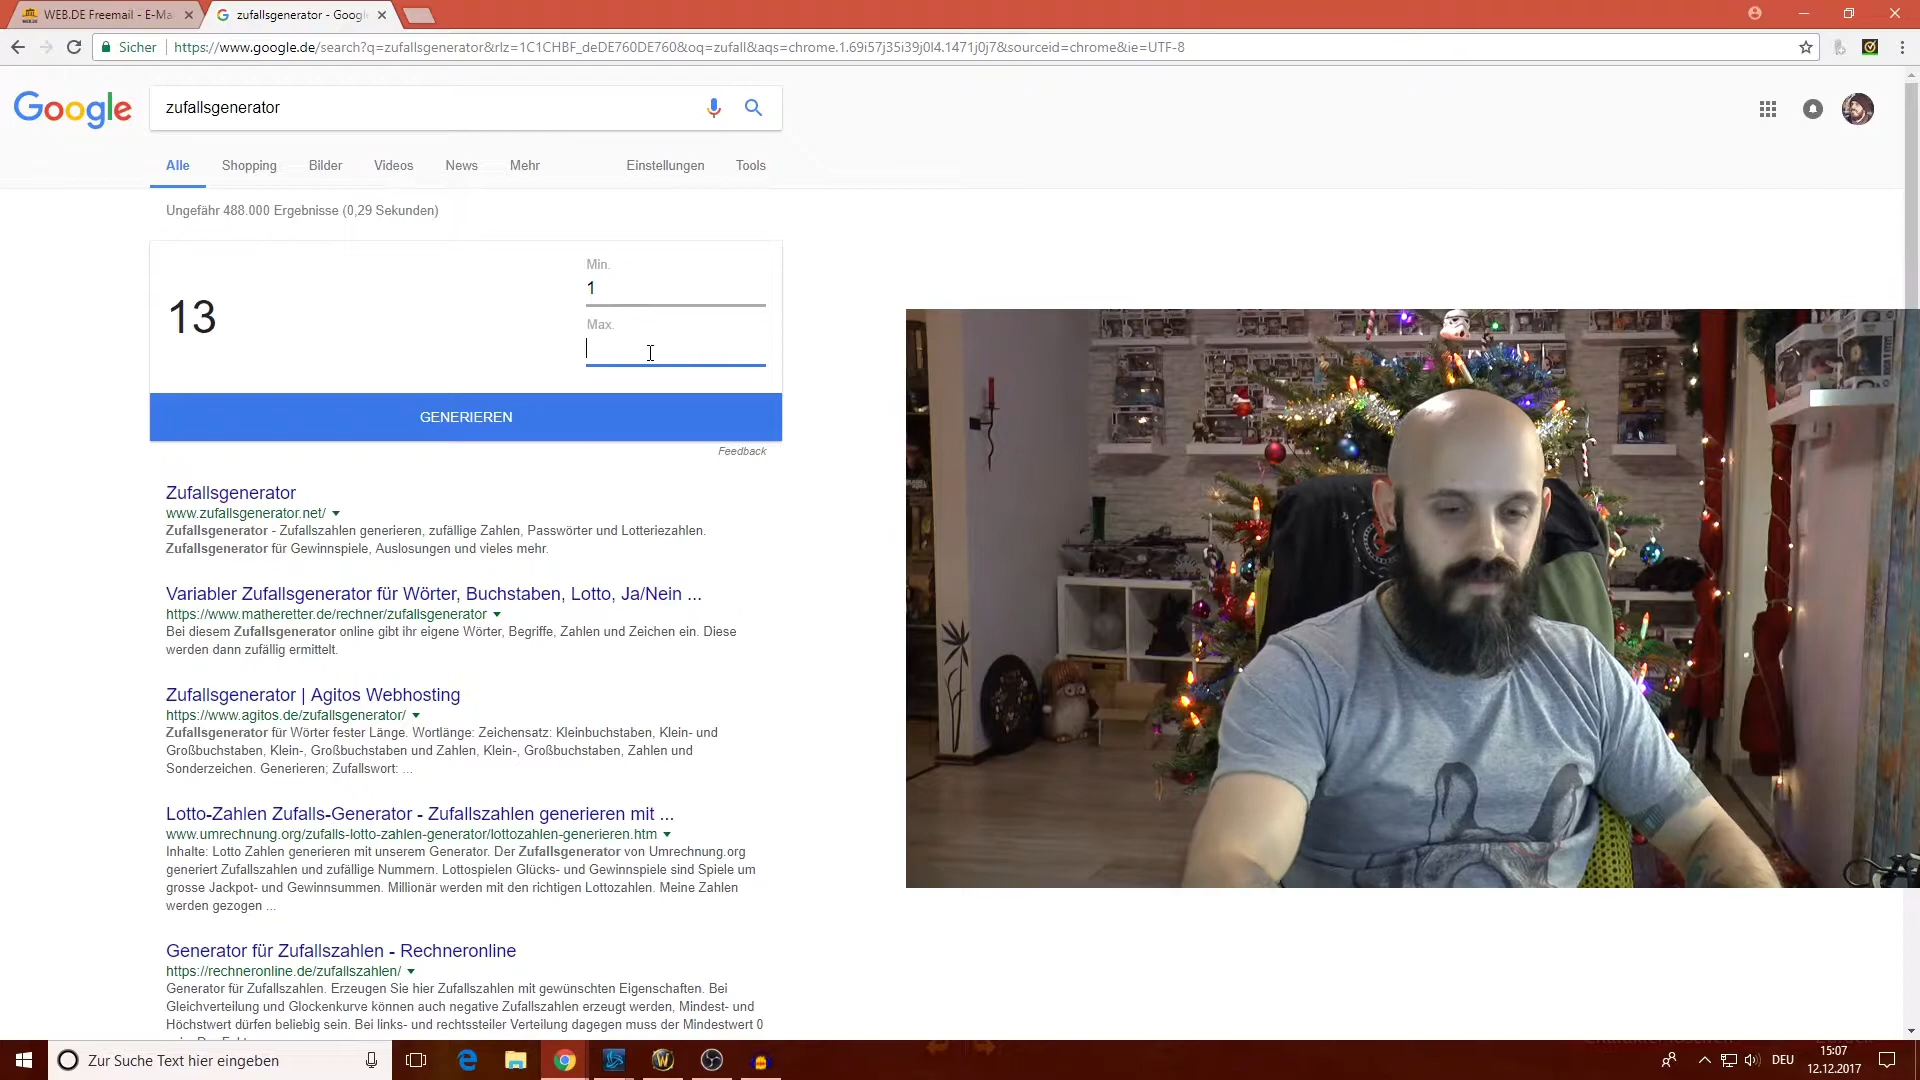 WEB.DE Freemail - E-Ma
zufallsgenerator - Google
Sicher
https://www.google.de/search?q=zufallsgenerator&rlz=1C1CHBF_deDE760DE760&oq=zufall&aqs=chrome.1.69i57j35i39j0l4.1471j0j7&sourceid=chrome&ie=UTF-8
Google
zufallsgenerator
Alle
Shopping
Bilder
Videos
News
Mehr
Einstellungen
Tools
Ungefähr 488.000 Ergebnisse (0,29 Sekunden)
13
Min.
1
Max.
GENERIEREN
Feedback
Zufallsgenerator
www.zufallsgenerator.net/
Zufallsgenerator - Zufallszahlen generieren, zufällige Zahlen, Passwörter und Lotteriezahlen.
Zufallsgenerator für Gewinnspiele, Auslosungen und vieles mehr.
Variabler Zufallsgenerator für Wörter, Buchstaben, Lotto, Ja/Nein ...
https://www.matheretter.de/rechner/zufallsgenerator
Bei diesem Zufallsgenerator online gibt ihr eigene Wörter, Begriffe, Zahlen und Zeichen ein. Diese
werden dann zufällig ermittelt.
Zufallsgenerator | Agitos Webhosting
https://www.agitos.de/zufallsgenerator/
Zufallsgenerator für Wörter fester Länge. Wortlänge: Zeichensatz: Kleinbuchstaben, Klein- und
Großbuchstaben, Klein-, Großbuchstaben und Zahlen, Klein-, Großbuchstaben, Zahlen und
Sonderzeichen. Generieren; Zufallswort: ...
Lotto-Zahlen Zufalls-Generator - Zufallszahlen generieren mit ...
www.umrechnung.org/zufalls-lotto-zahlen-generator/lottozahlen-generieren.htm
Inhalte: Lotto Zahlen generieren mit unserem Generator. Der Zufallsgenerator von Umrechnung.org
generiert Zufallszahlen und zufällige Nummern. Lottospielen Glücks- und Gewinnspiele sind Spiele um
grosse Jackpot- und Gewinnsummen. Millionär werden mit den richtigen Lottozahlen. Meine Zahlen
werden gezogen ...
Generator für Zufallszahlen - Rechneronline
https://rechneronline.de/zufallszahlen/
Generator für Zufallszahlen. Erzeugen Sie hier Zufallszahlen mit gewünschten Eigenschaften. Bei
Gleichverteilung und Glockenkurve können auch negative Zufallszahlen erzeugt werden, Mindest- und
Höchstwert dürfen beliebig sein. Bei links- und rechtssteiler Verteilung dagegen muss der Mindestwert 0
Zur Suche Text hier eingeben
DEU
15:07
12.12.2017